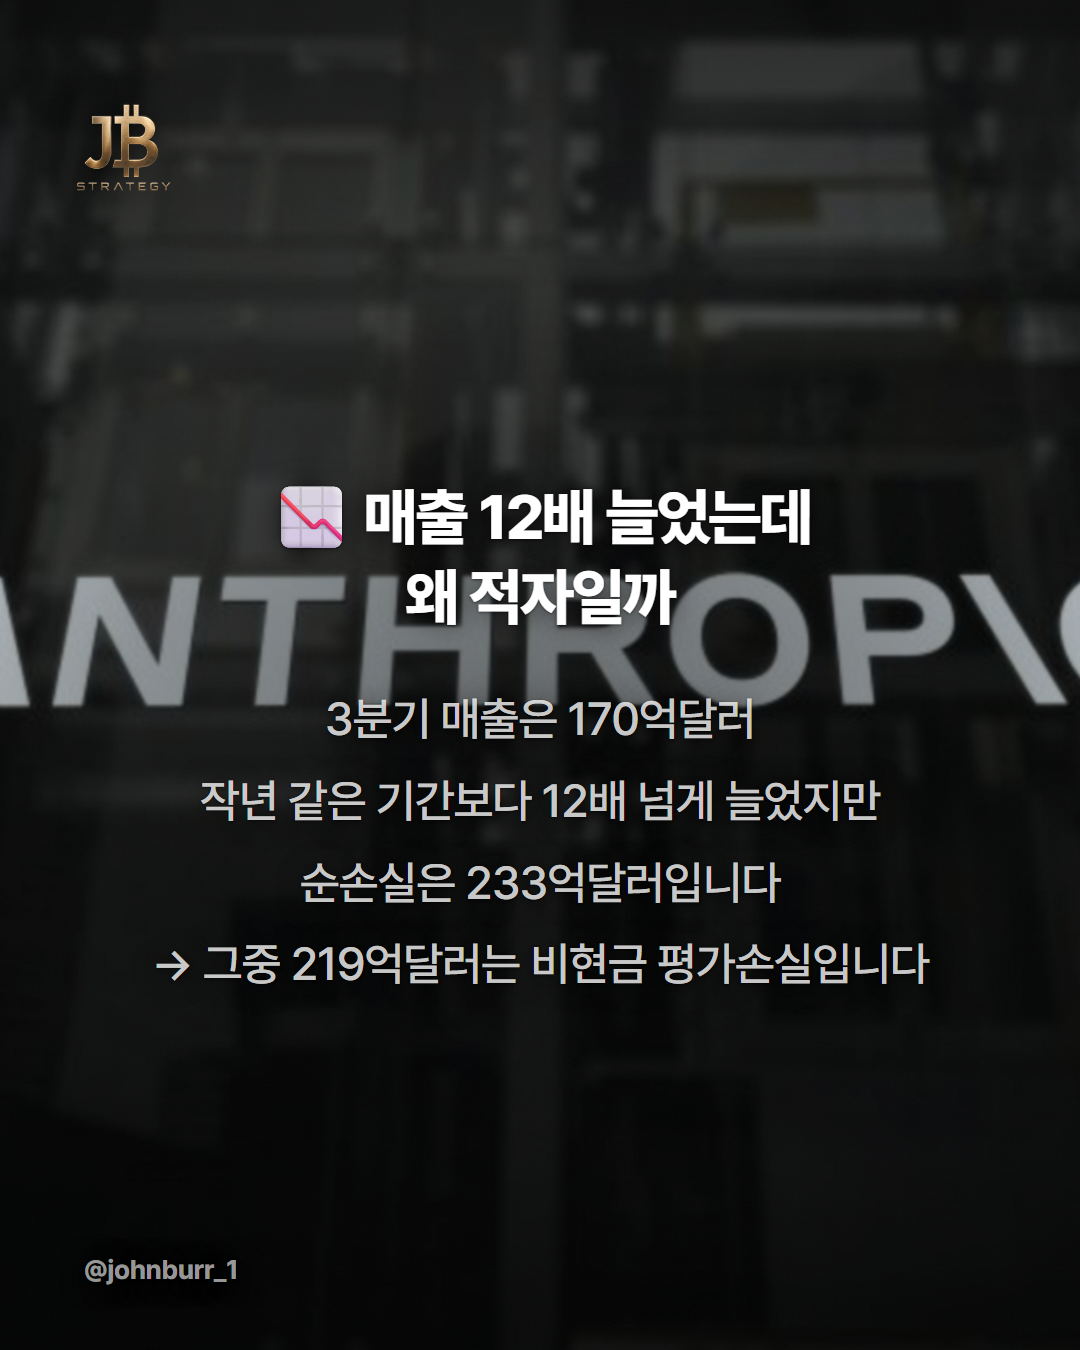 JB
STRATEGY
📉 매출 12배 늘었는데
왜 적자일까
ANTHROP\C
3분기 매출은 170억달러
작년 같은 기간보다 12배 넘게 늘었지만
순손실은 233억달러입니다
→ 그중 219억달러는 비현금 평가손실입니다
@johnburr_1